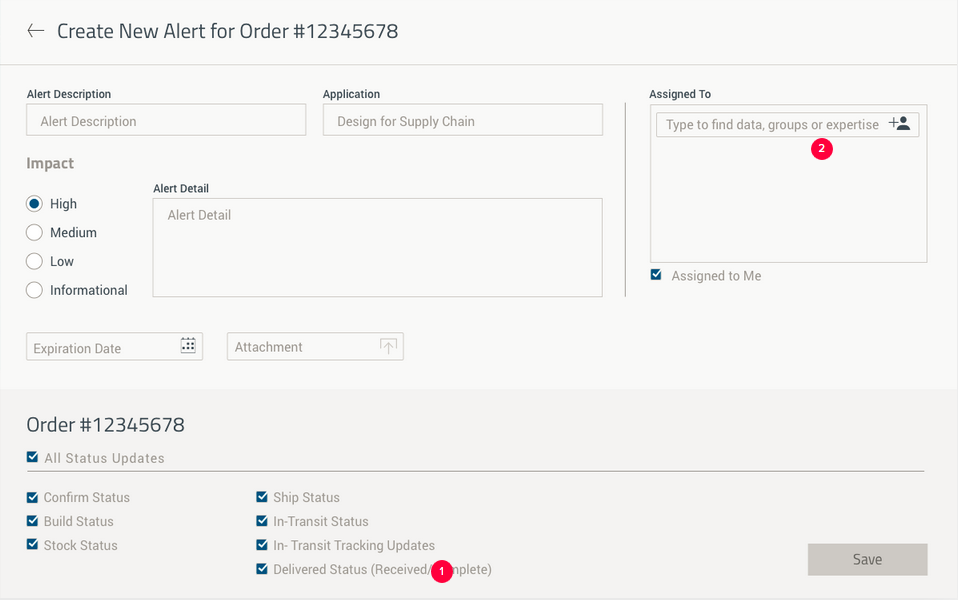 Create New Alert for Order #12345678
Alert Description
Alert Description
Application
Design for Supply Chain
Assigned To
Type to find data, groups or expertise
2
Assigned to Me
Impact
High
Medium
Low
Informational
Alert Detail
Alert Detail
Expiration Date
Attachment
Order #12345678
All Status Updates
Confirm Status
Build Status
Stock Status
Ship Status
In-Transit Status
In- Transit Tracking Updates
Delivered Status (Received/
1
Save